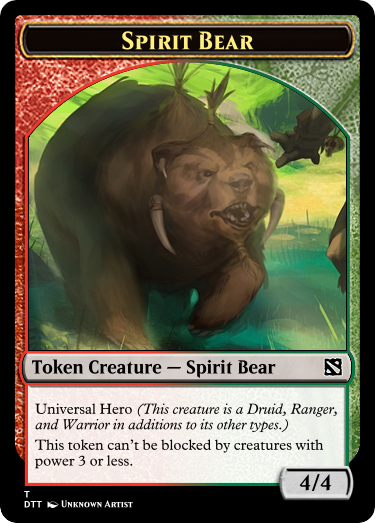 SPIRIT BEAR
Token Creature — Spirit Bear
Universal Hero (This creature is a Druid, Ranger,
and Warrior in additions to its other types.)
This token can't be blocked by creatures with
power 3 or less.
4/4
T
DTT UNKNOWN ARTIST